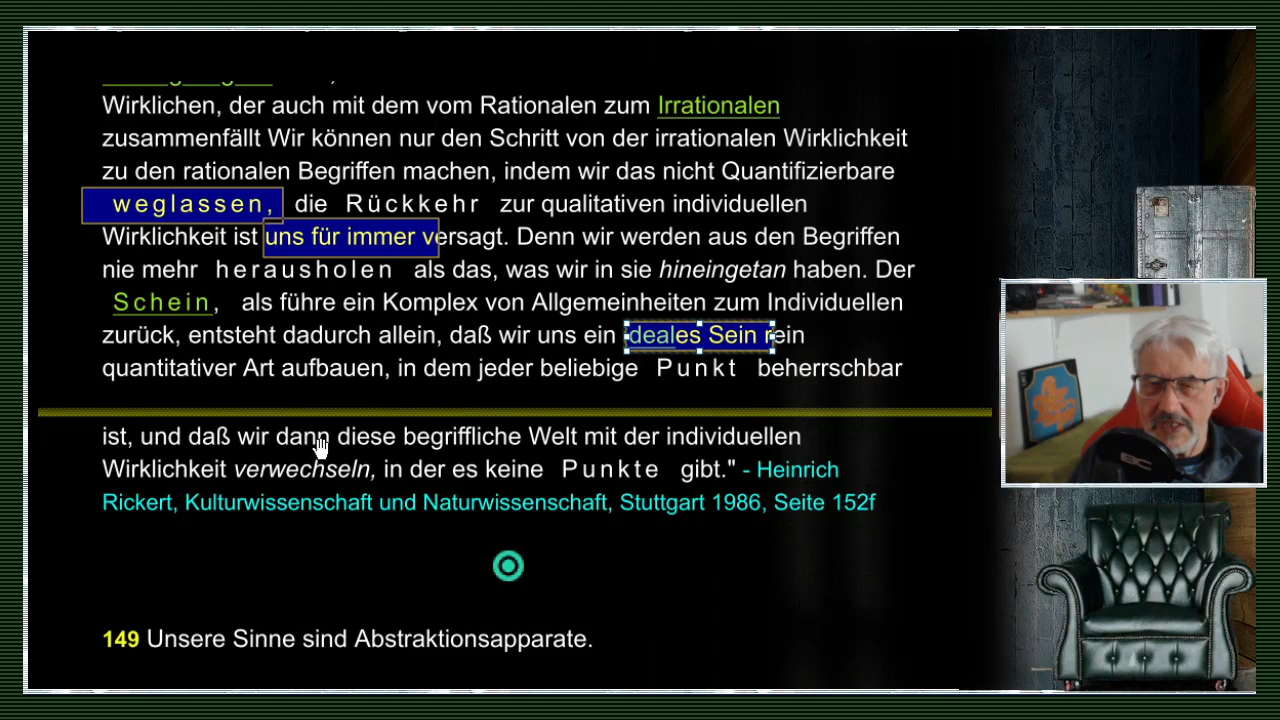 Wirklichen, der auch mit dem vom Rationalen zum Irrationalen
zusammenfällt Wir können nur den Schritt von der irrationalen Wirklichkeit
zu den rationalen Begriffen machen, indem wir das nicht Quantifizierbare
weglassen, die Rückkehr zur qualitativen individuellen
Wirklichkeit ist uns für immer versagt. Denn wir werden aus den Begriffen
nie mehr herausholen als das, was wir in sie hineingetan haben. Der
Schein, als führe ein Komplex von Allgemeinheiten zum Individuellen
zurück, entsteht dadurch allein, daß wir uns ein ideales Sein rein
quantitativer Art aufbauen, in dem jeder beliebige Punkt beherrschbar
ist, und daß wir dann diese begriffliche Welt mit der individuellen
Wirklichkeit verwechseln, in der es keine Punkte gibt." - Heinrich
Rickert, Kulturwissenschaft und Naturwissenschaft, Stuttgart 1986, Seite 152f
149 Unsere Sinne sind Abstraktionsapparate.